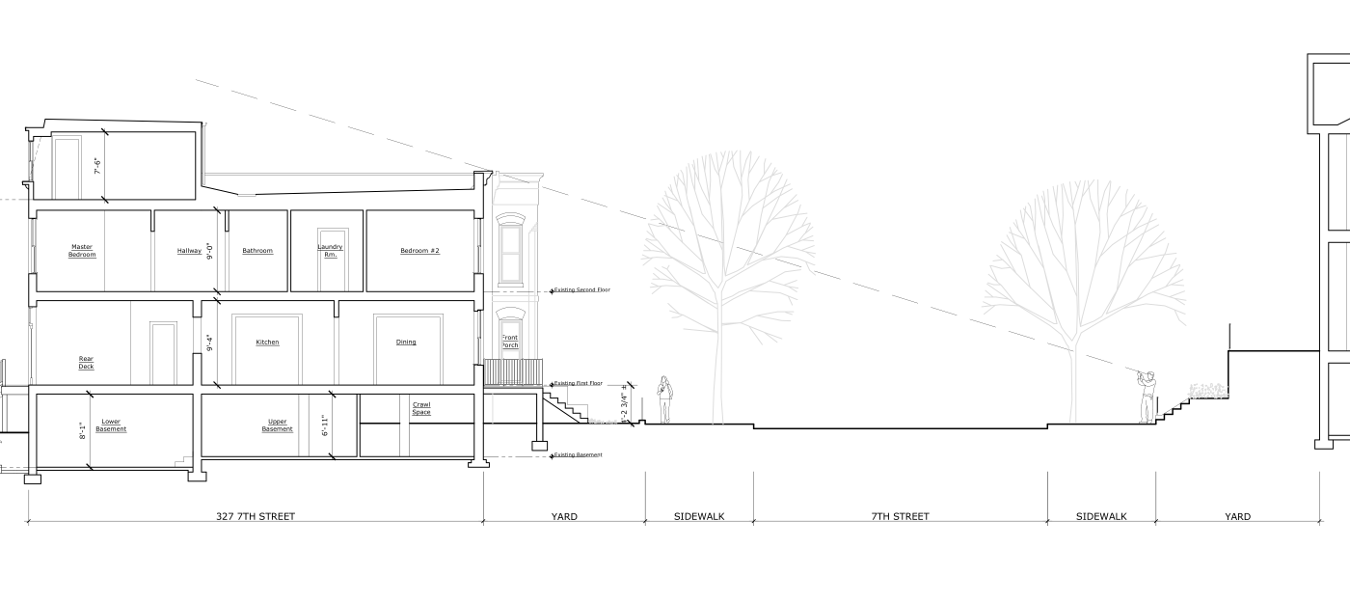 7'-6"
Master
Bedroom
Hallway
9'-0"
Bathroom
Laundry
Rm.
Bedroom #2
Existing Second Floor
Rear
Deck
9'-4"
Kitchen
Dining
Front
Porch
Existing First Floor
8'-1"
Lower
Basement
Upper
Basement
6'-11"
Crawl
Space
-2 3/4" ±
Existing Basement
327 7TH STREET
YARD
SIDEWALK
7TH STREET
SIDEWALK
YARD